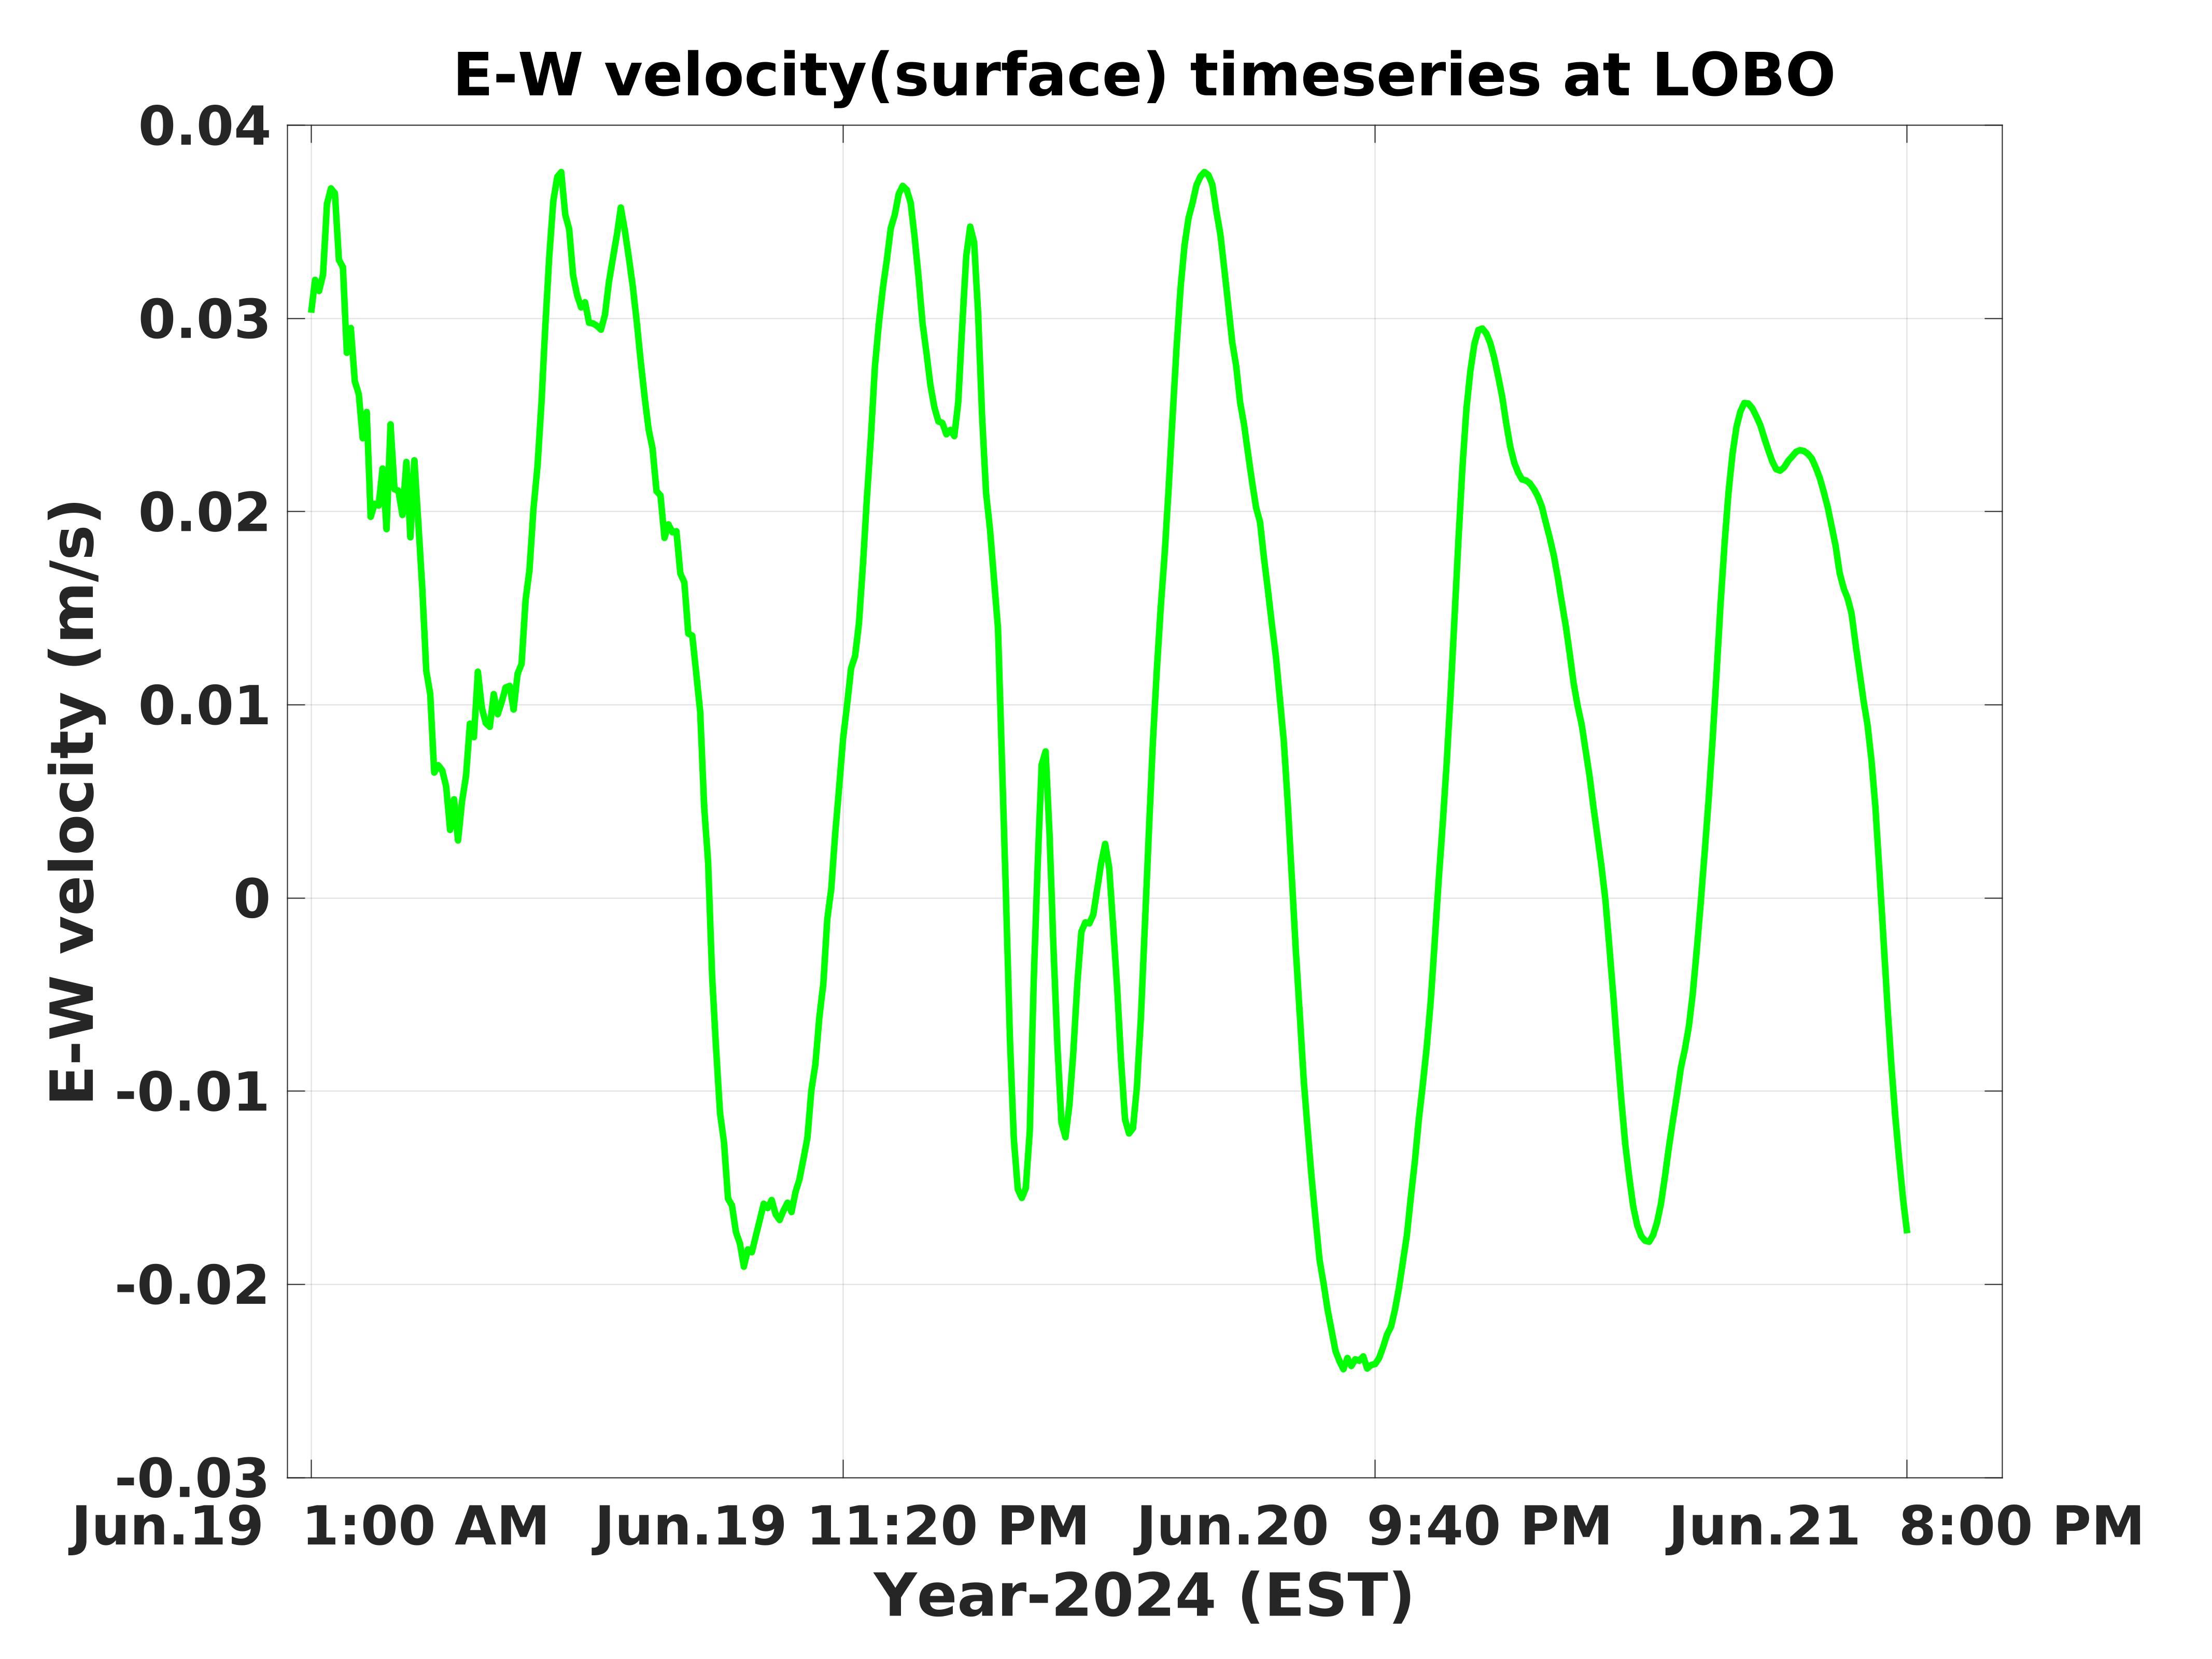 E-W velocity(surface) timeseries at LOBO
E-W velocity (m/s)
0.04
0.03
0.02
0.01
0
-0.01
-0.02
-0.03
Jun.19 1:00 AM Jun.19 11:20 PM Jun.20 9:40 PM Jun.21 8:00 PM
Year-2024 (EST)